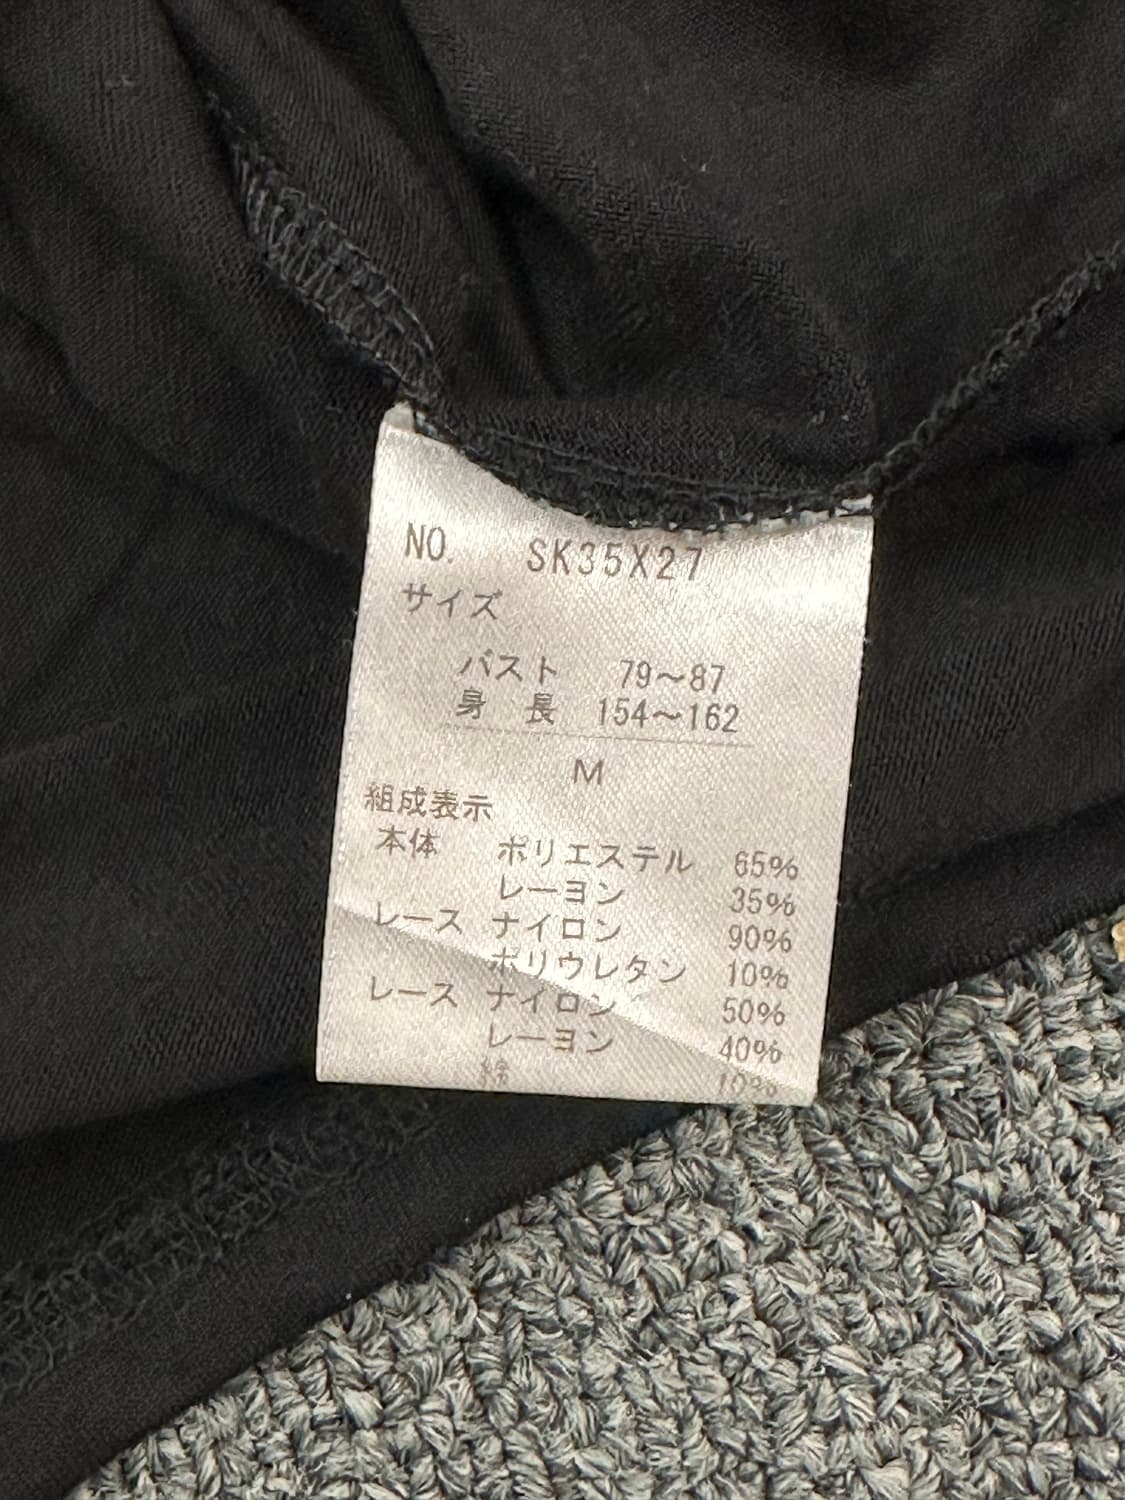 NO. SK35X27
サイズ
バスト 79～87
身 長 154～162
M
組成表示
本体 ポリエステル 65%
レーヨン 35%
レース ナイロン 90%
ポリウレタン 10%
レース ナイロン 50%
レーヨン 40%
綿 10%